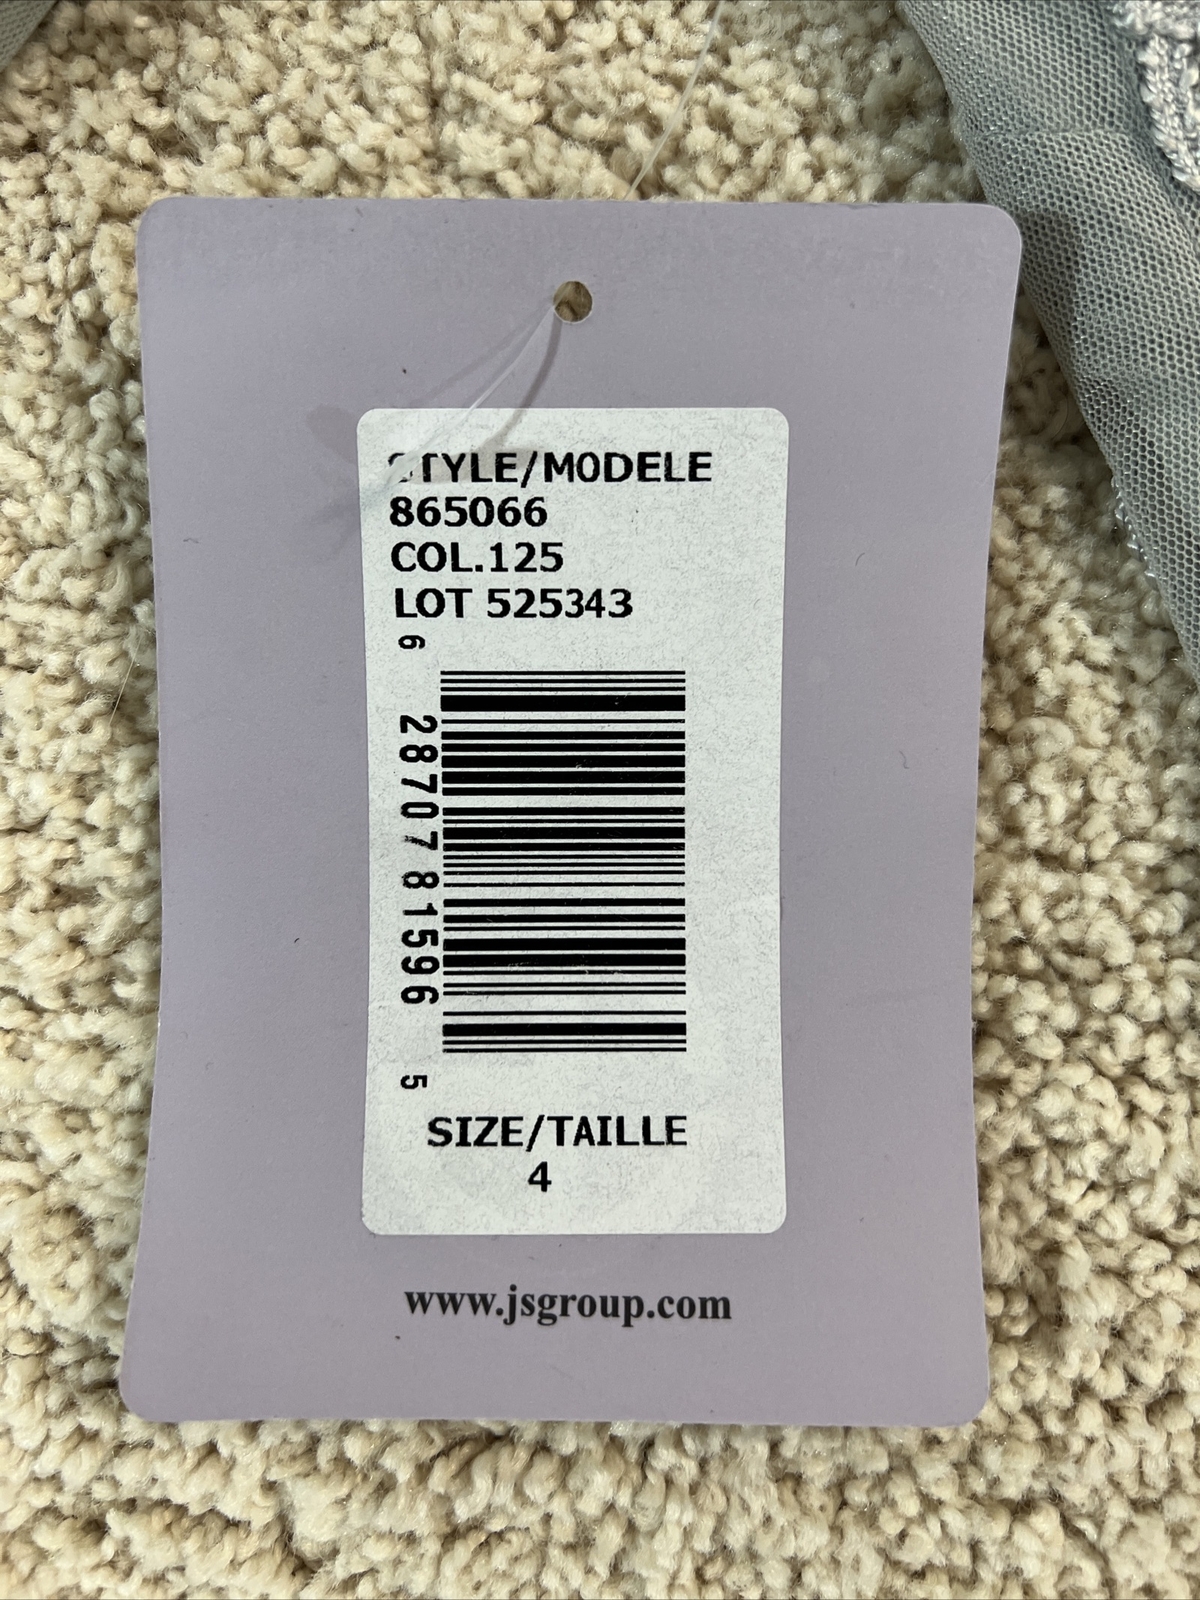 STYLE/MODELE
865066
COL.125
LOT 525343
6 28707 81596 5
SIZE/TAILLE
4
www.jsgroup.com